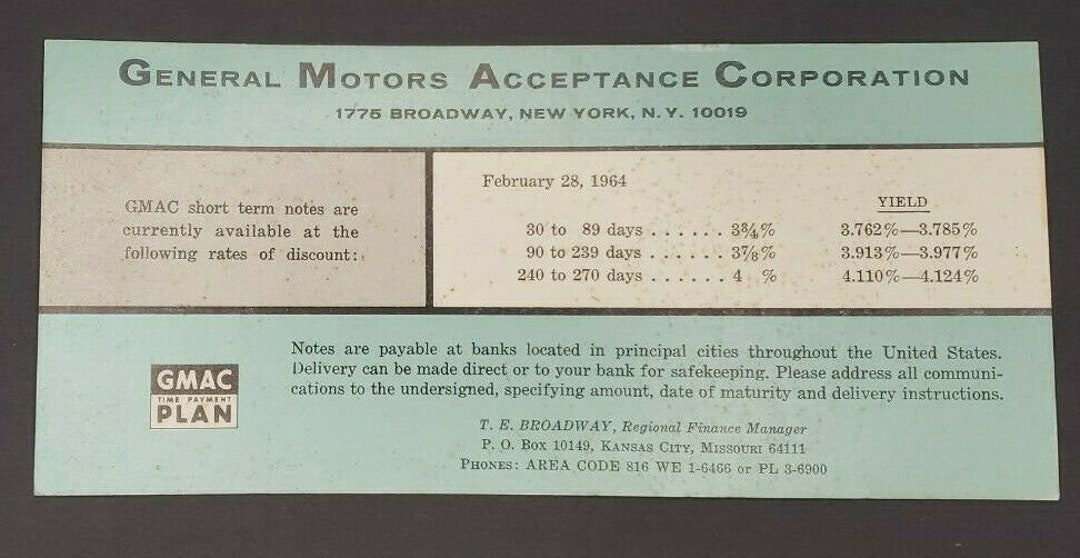 GENERAL MOTORS ACCEPTANCE CORPORATION
1775 BROADWAY, NEW YORK, N. Y. 10019
GMAC short term notes are
currently available at the
following rates of discount:
February 28, 1964
YIELD
30 to 89 days . . . . . . 3¾% 3.762%—3.785%
90 to 239 days . . . . . . 3⅞% 3.913%—3.977%
240 to 270 days . . . . . . 4 % 4.110%—4.124%
Notes are payable at banks located in principal cities throughout the United States.
Delivery can be made direct or to your bank for safekeeping. Please address all communi-
cations to the undersigned, specifying amount, date of maturity and delivery instructions.
GMAC
TIME PAYMENT
PLAN
T. E. BROADWAY, Regional Finance Manager
P. O. BOX 10149, KANSAS CITY, MISSOURI 64111
PHONES: AREA CODE 816 WE 1-6466 or PL 3-6900